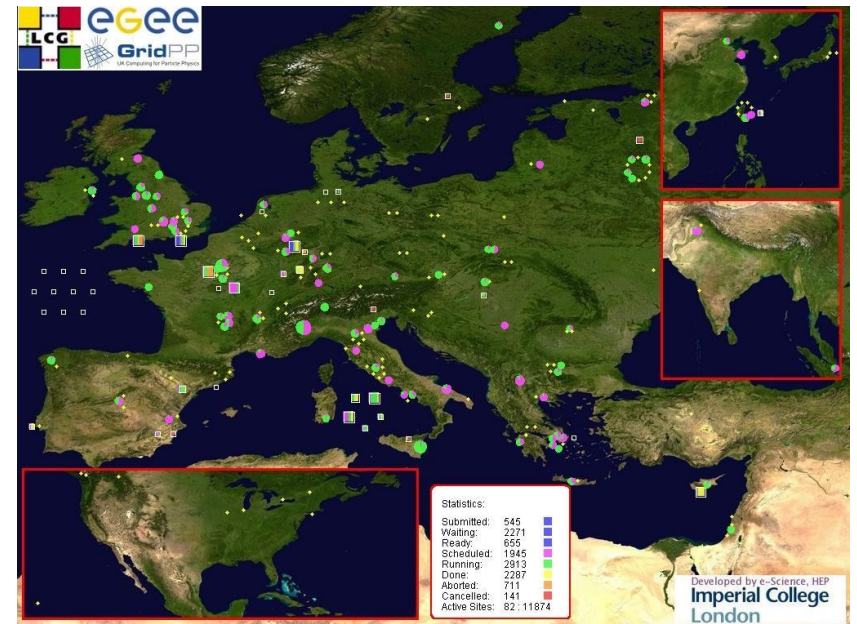 LCG
eGee
GridPP
UK Computing for Particle Physics
Statistics:
Submitted: 545
Waiting: 2271
Ready: 655
Scheduled: 1945
Running: 2913
Done: 2287
Aborted: 711
Cancelled: 141
Active Sites: 82 : 11874
Developed by e-Science, HEP
Imperial College
London